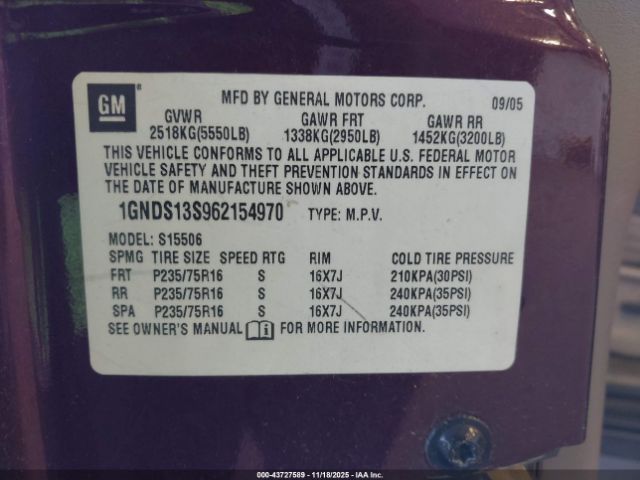 GM
MFD BY GENERAL MOTORS CORP. 09/05
GVWR GAWR FRT GAWR RR
2518KG(5550LB) 1338KG(2950LB) 1452KG(3200LB)
THIS VEHICLE CONFORMS TO ALL APPLICABLE U.S. FEDERAL MOTOR
VEHICLE SAFETY AND THEFT PREVENTION STANDARDS IN EFFECT ON
THE DATE OF MANUFACTURE SHOWN ABOVE.
1GNDS13S962154970 TYPE: M.P.V.
MODEL: S15506
SPMG TIRE SIZE SPEED RTG RIM COLD TIRE PRESSURE
FRT P235/75R16 S 16X7J 210KPA(30PSI)
RR P235/75R16 S 16X7J 240KPA(35PSI)
SPA P235/75R16 S 16X7J 240KPA(35PSI)
SEE OWNER'S MANUAL FOR MORE INFORMATION.
000-43727589 - 11/18/2025 - IAA Inc.